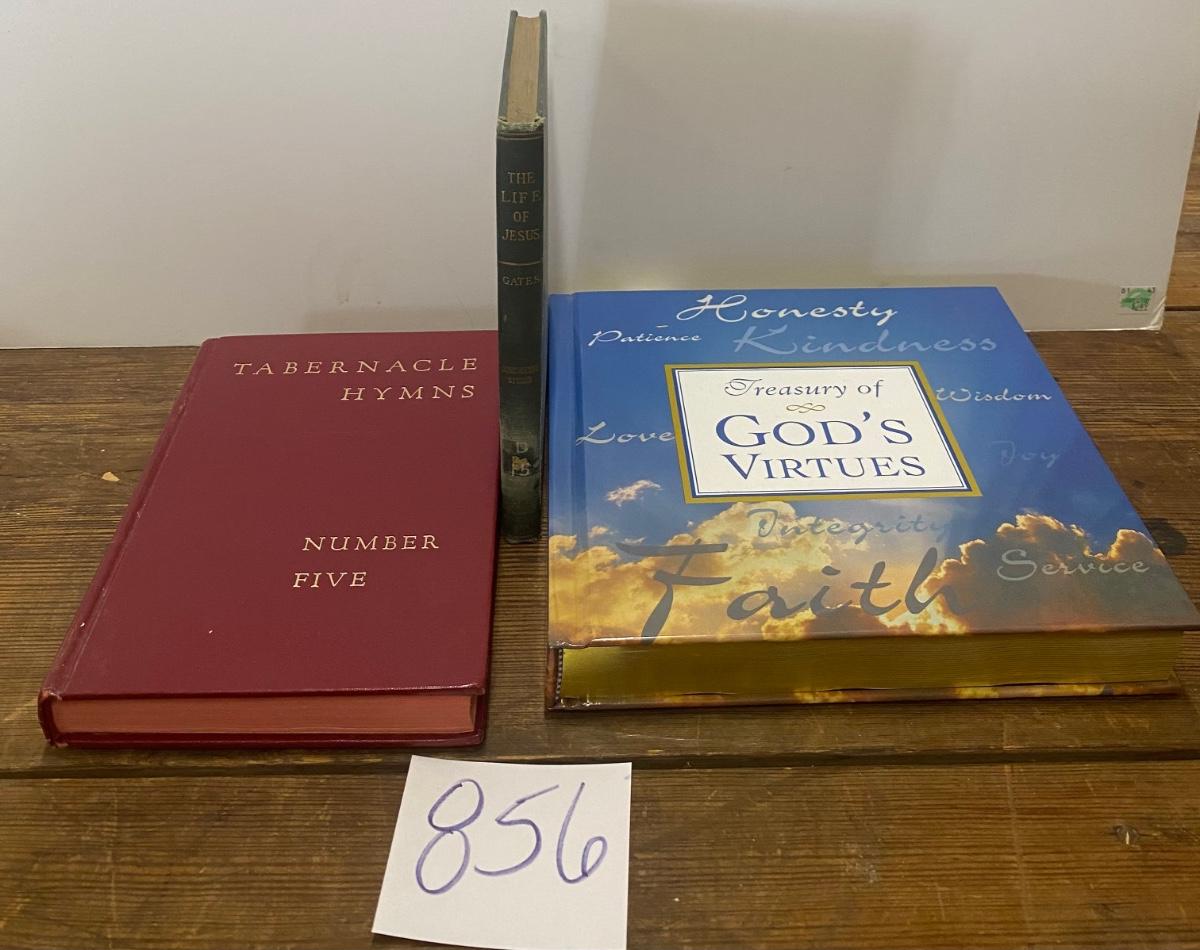 TABERNACLE
HYMNS
NUMBER
FIVE
THE
LIFE
OF
JESUS
GATES
Honesty
Patience
Kindness
Treasury of
GOD'S
VIRTUES
Wisdom
Love
Joy
Integrity
Faith
Service
856